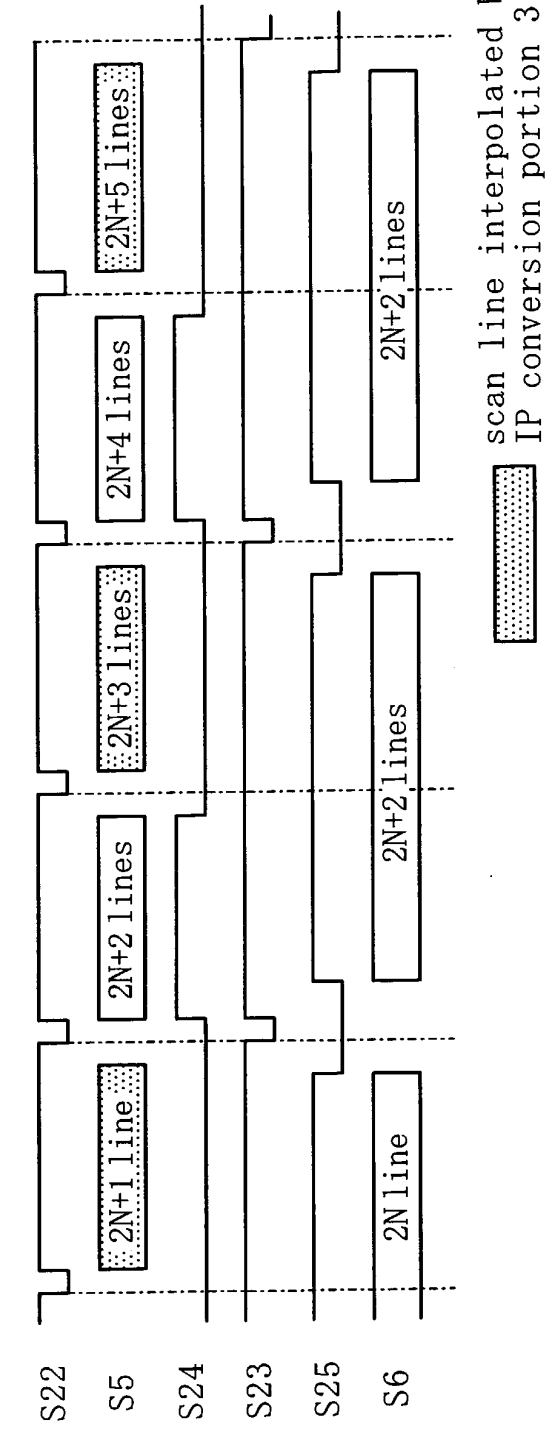 S22
S5
2N+1 line
2N+2 lines
2N+3 lines
2N+4 lines
2N+5 lines
S24
S23
S25
S6
2N line
2N+2 lines
2N+2 lines
scan line interpolated
IP conversion portion 3